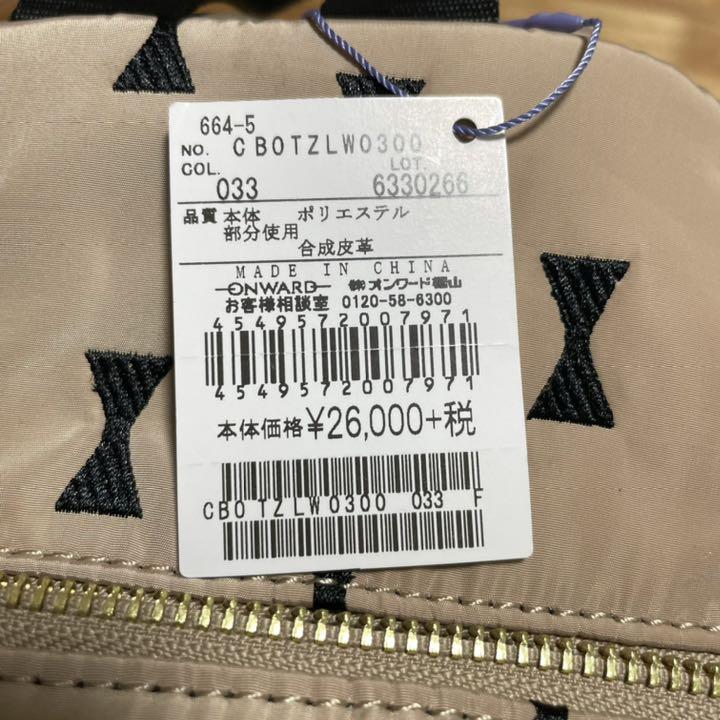 664-5
NO. CB0TZLW0300
COL. LOT.
033 6330266
品質 本体 ポリエステル
部分使用
合成皮革
MADE IN CHINA
ONWARD ㈱オンワード樫山
お客様相談室 0120-58-6300
4549572007971
4549572007971
本体価格 ¥26,000+税
CB0TZLW0300 033 F